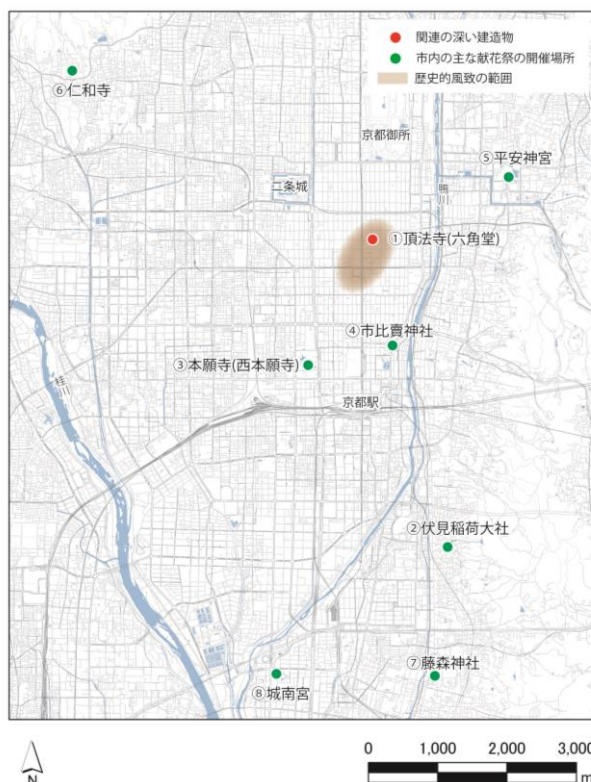 関連の深い建造物
市内の主な献花祭の開催場所
歴史的風致の範囲
⑥仁和寺
京都御所
⑤平安神宮
二条城
鴨川
①頂法寺(六角堂)
④市比賣神社
③本願寺(西本願寺)
桂川
京都駅
②伏見稲荷大社
⑦藤森神社
⑧城南宮
N
0 1,000 2,000 3,000
m